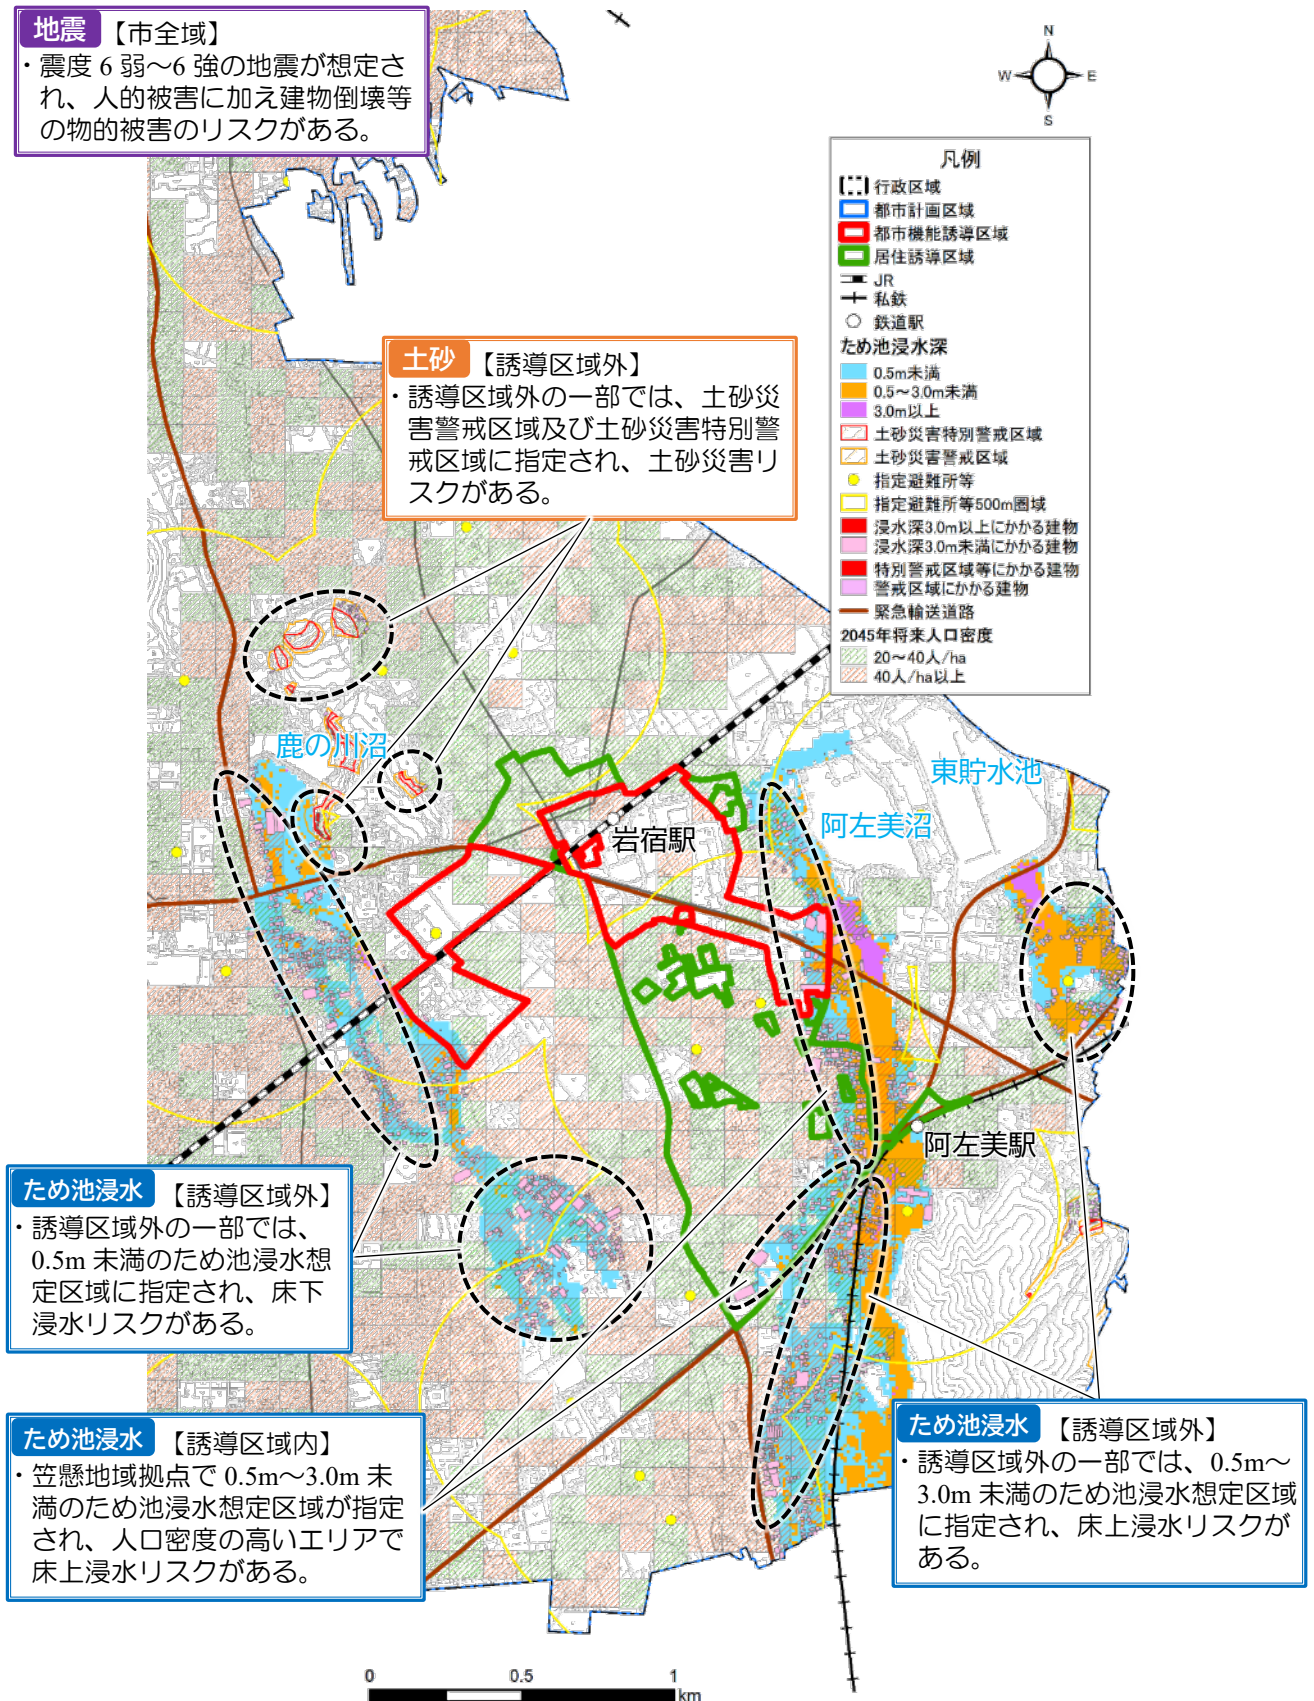 地震 【市全域】
・震度 6 弱～6 強の地震が想定さ
れ、人的被害に加え建物倒壊等
の物的被害のリスクがある。
N
W E
S
凡例
行政区域
都市計画区域
都市機能誘導区域
居住誘導区域
JR
私鉄
鉄道駅
ため池浸水深
0.5m未満
0.5～3.0m未満
3.0m以上
土砂災害特別警戒区域
土砂災害警戒区域
指定避難所等
指定避難所等500m圏域
浸水深3.0m以上にかかる建物
浸水深3.0m未満にかかる建物
特別警戒区域等にかかる建物
警戒区域にかかる建物
緊急輸送道路
2045年将来人口密度
20～40人/ha
40人/ha以上
土砂 【誘導区域外】
・誘導区域外の一部では、土砂災
害警戒区域及び土砂災害特別警
戒区域に指定され、土砂災害リ
スクがある。
鹿の川沼
東貯水池
阿左美沼
岩宿駅
阿左美駅
ため池浸水 【誘導区域外】
・誘導区域外の一部では、
0.5m 未満のため池浸水想
定区域に指定され、床下
浸水リスクがある。
ため池浸水 【誘導区域内】
・笠懸地域拠点で 0.5m～3.0m 未
満のため池浸水想定区域が指定
され、人口密度の高いエリアで
床上浸水リスクがある。
ため池浸水 【誘導区域外】
・誘導区域外の一部では、0.5m～
3.0m 未満のため池浸水想定区域
に指定され、床上浸水リスクが
ある。
0 0.5 1
km